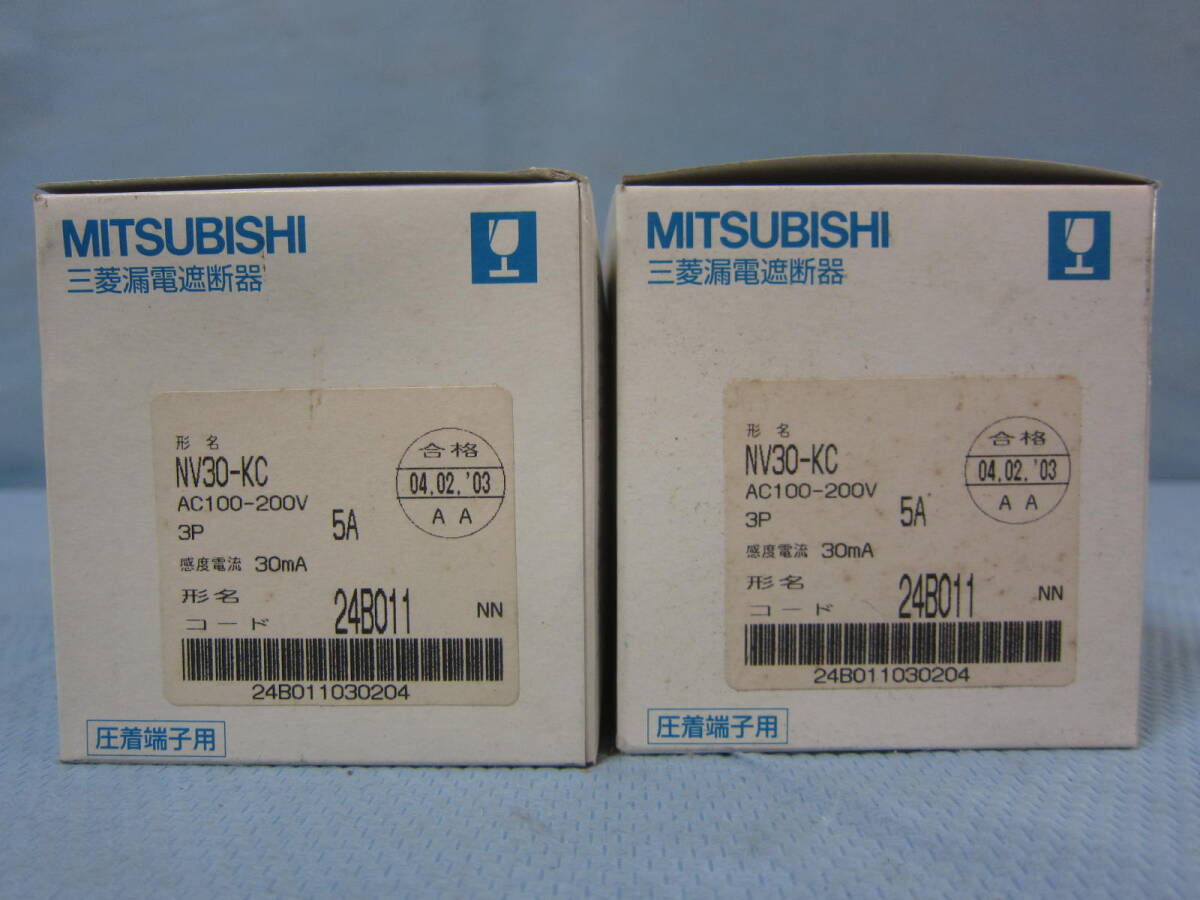 MITSUBISHI
三菱漏電遮断器
形名
NV30-KC
AC100-200V
3P
5A
感度電流 30mA
形名
コード
24B011
NN
合格
04.02.'03
A A
24B011030204
圧着端子用
MITSUBISHI
三菱漏電遮断器
形名
NV30-KC
AC100-200V
3P
5A
感度電流 30mA
形名
コード
24B011
NN
合格
04.02.'03
A A
24B011030204
圧着端子用